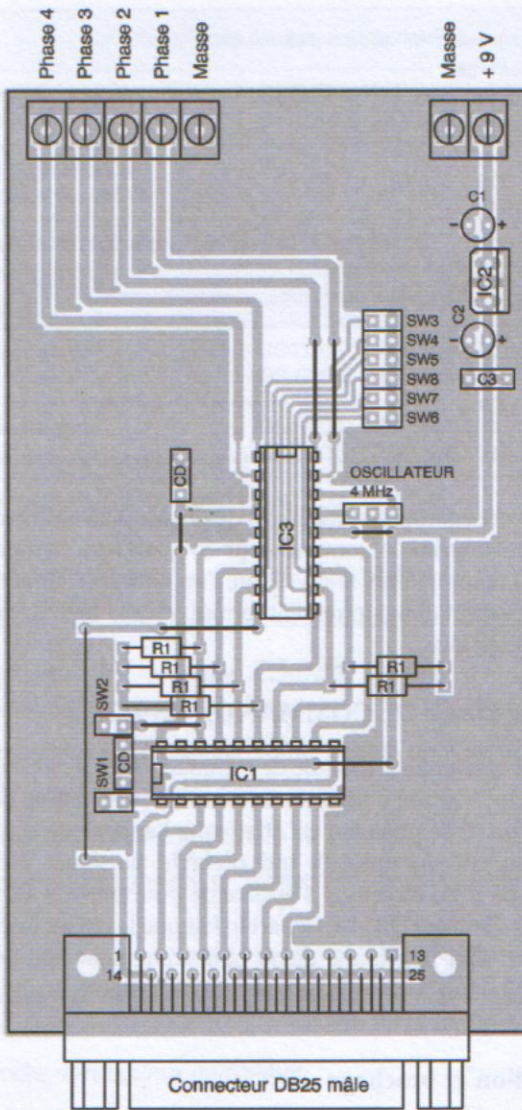 Phase 4
Phase 3
Phase 2
Phase 1
Masse
Masse
+ 9 V
C1
- +
IC2
C2
- +
C3
SW3
SW4
SW5
SW8
SW7
SW6
CD
OSCILLATEUR
4 MHz
IC3
R1
R1
R1
R1
R1
R1
SW2
CD
SW1
IC1
1
13
14
25
Connecteur DB25 mâle